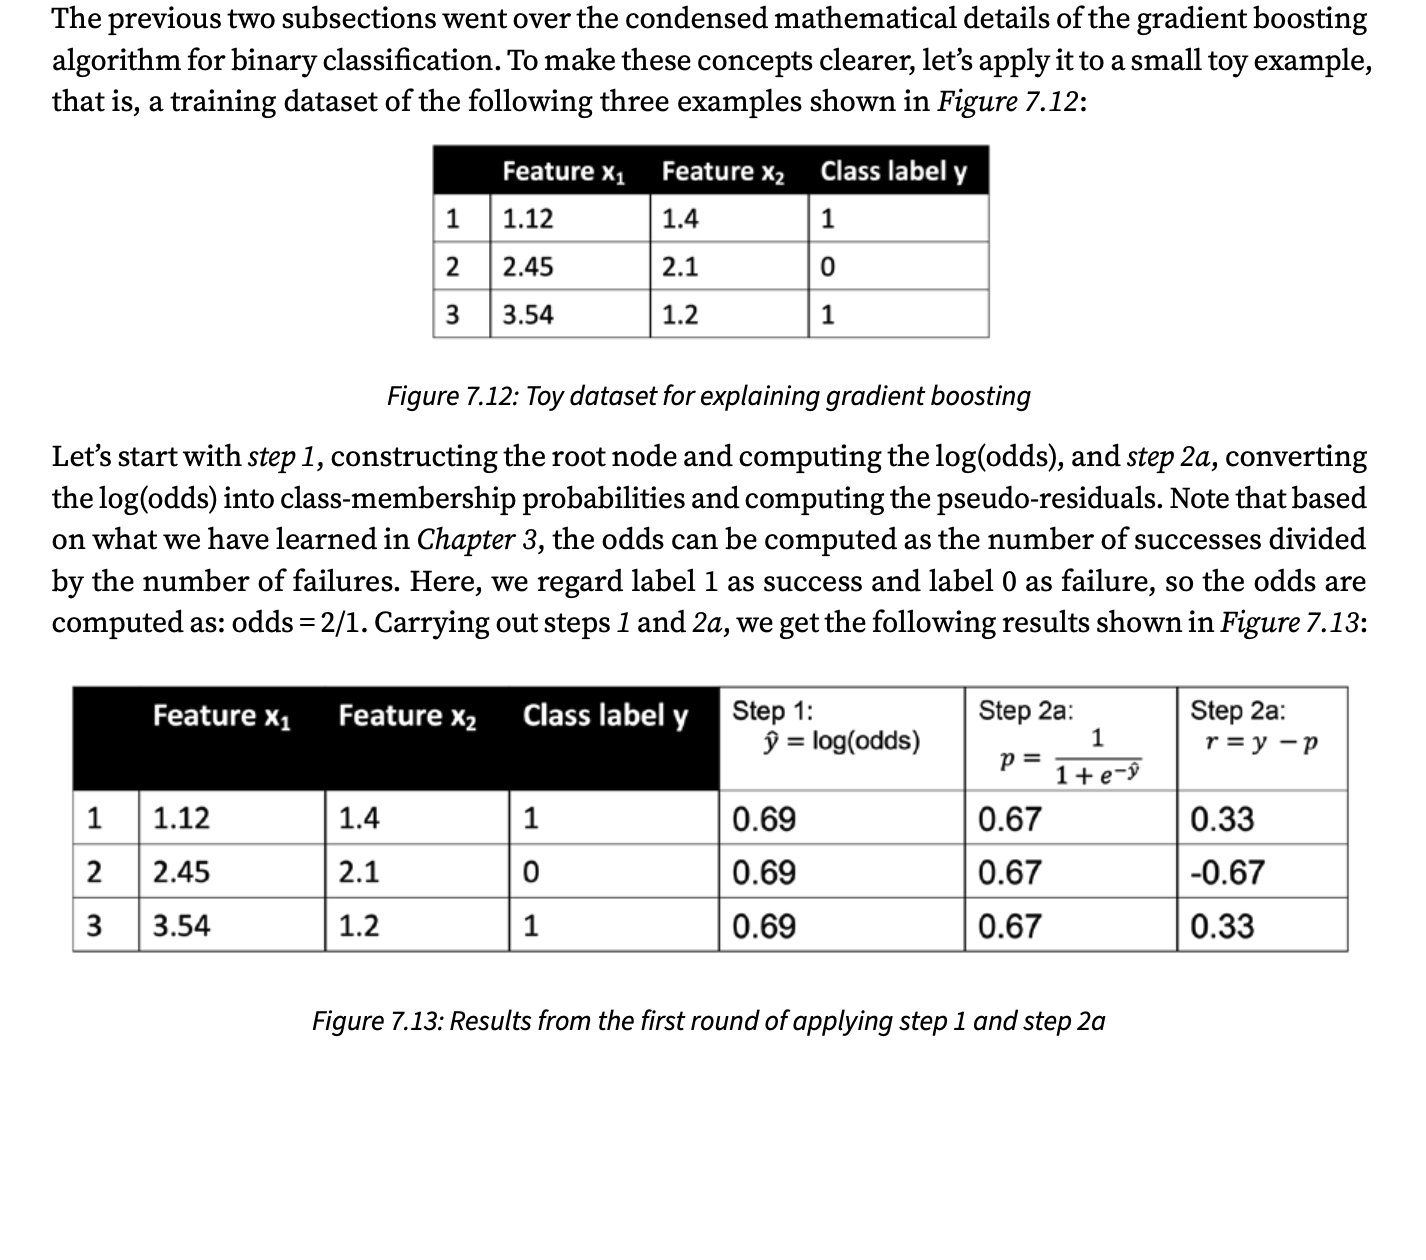 The previous two subsections went over the condensed mathematical details of the gradient boosting
algorithm for binary classification. To make these concepts clearer, let’s apply it to a small toy example,
that is, a training dataset of the following three examples shown in Figure 7.12:
Feature x₁ Feature x₂ Class label y
1 1.12 1.4 1
2 2.45 2.1 0
3 3.54 1.2 1
Figure 7.12: Toy dataset for explaining gradient boosting
Let’s start with step 1, constructing the root node and computing the log(odds), and step 2a, converting
the log(odds) into class-membership probabilities and computing the pseudo-residuals. Note that based
on what we have learned in Chapter 3, the odds can be computed as the number of successes divided
by the number of failures. Here, we regard label 1 as success and label 0 as failure, so the odds are
computed as: odds = 2/1. Carrying out steps 1 and 2a, we get the following results shown in Figure 7.13:
Feature x₁ Feature x₂ Class label y Step 1: ŷ = log(odds) Step 2a: p = 1 / (1 + e^−ŷ) Step 2a: r = y − p
1 1.12 1.4 1 0.69 0.67 0.33
2 2.45 2.1 0 0.69 0.67 -0.67
3 3.54 1.2 1 0.69 0.67 0.33
Figure 7.13: Results from the first round of applying step 1 and step 2a